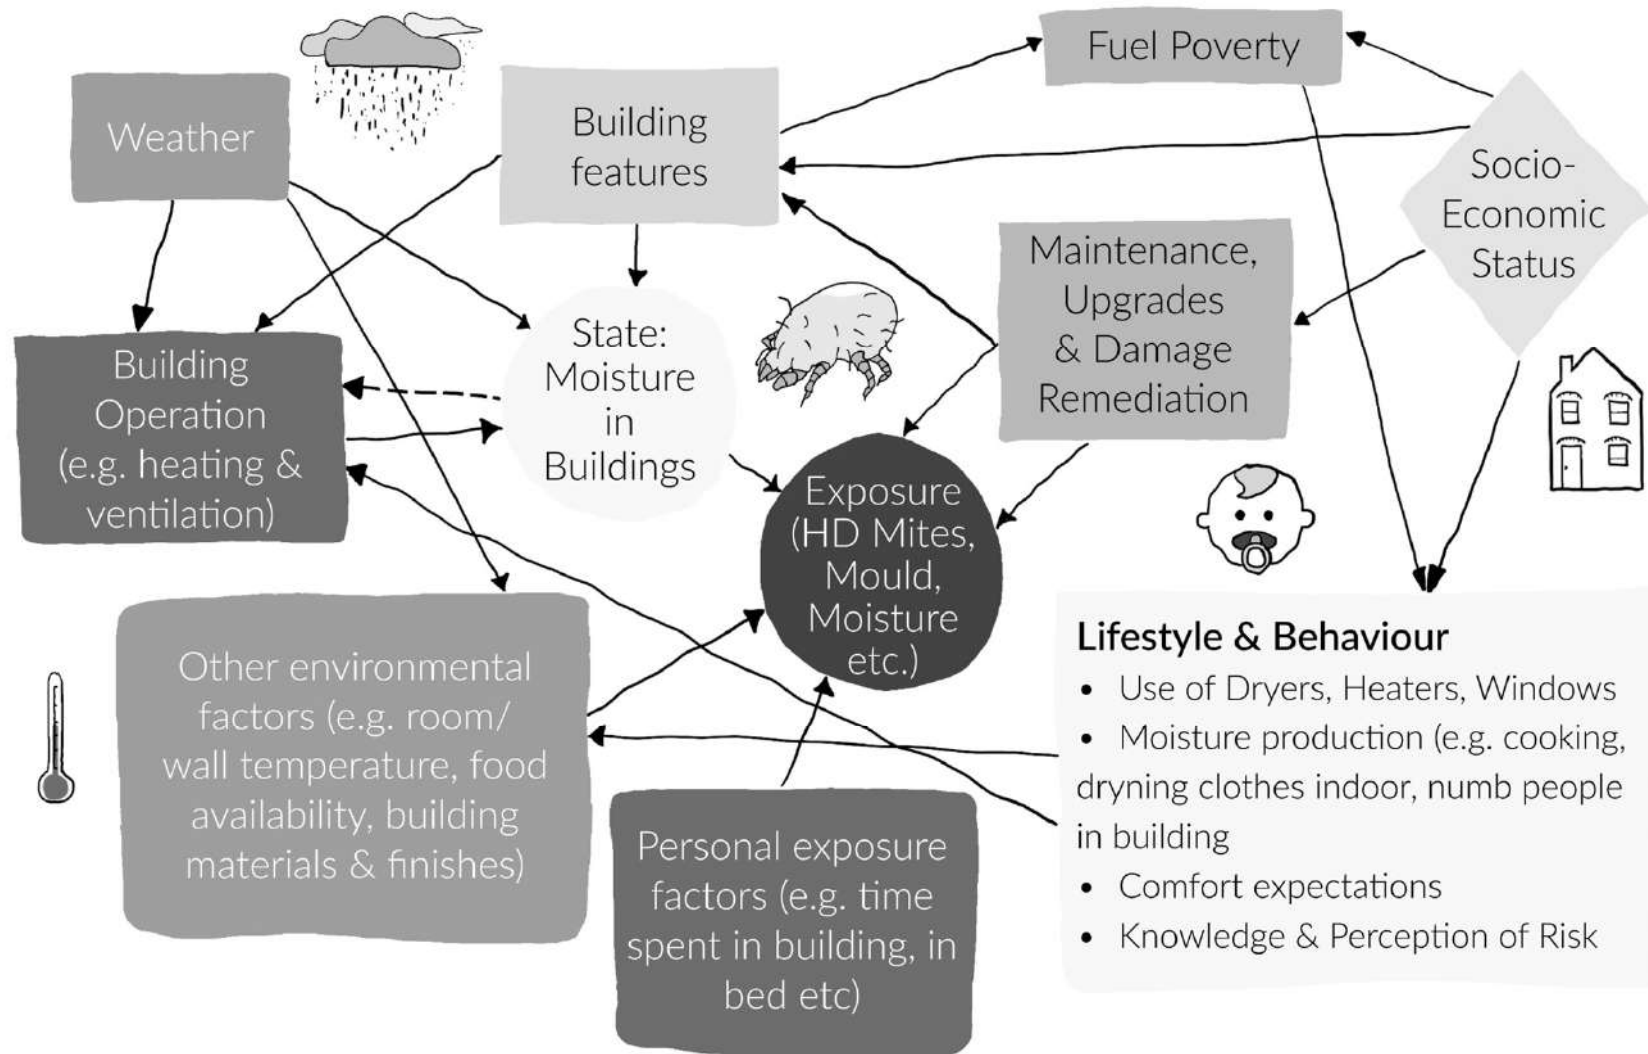 Weather
Building
features
Fuel Poverty
Socio-
Economic
Status
Maintenance,
Upgrades
& Damage
Remediation
State:
Moisture
in
Buildings
Building
Operation
(e.g. heating &
ventilation)
Exposure
(HD Mites,
Mould,
Moisture
etc.)
Other environmental
factors (e.g. room/
wall temperature, food
availability, building
materials & finishes)
Personal exposure
factors (e.g. time
spent in building, in
bed etc)
Lifestyle & Behaviour
• Use of Dryers, Heaters, Windows
• Moisture production (e.g. cooking,
dryning clothes indoor, numb people
in building
• Comfort expectations
• Knowledge & Perception of Risk